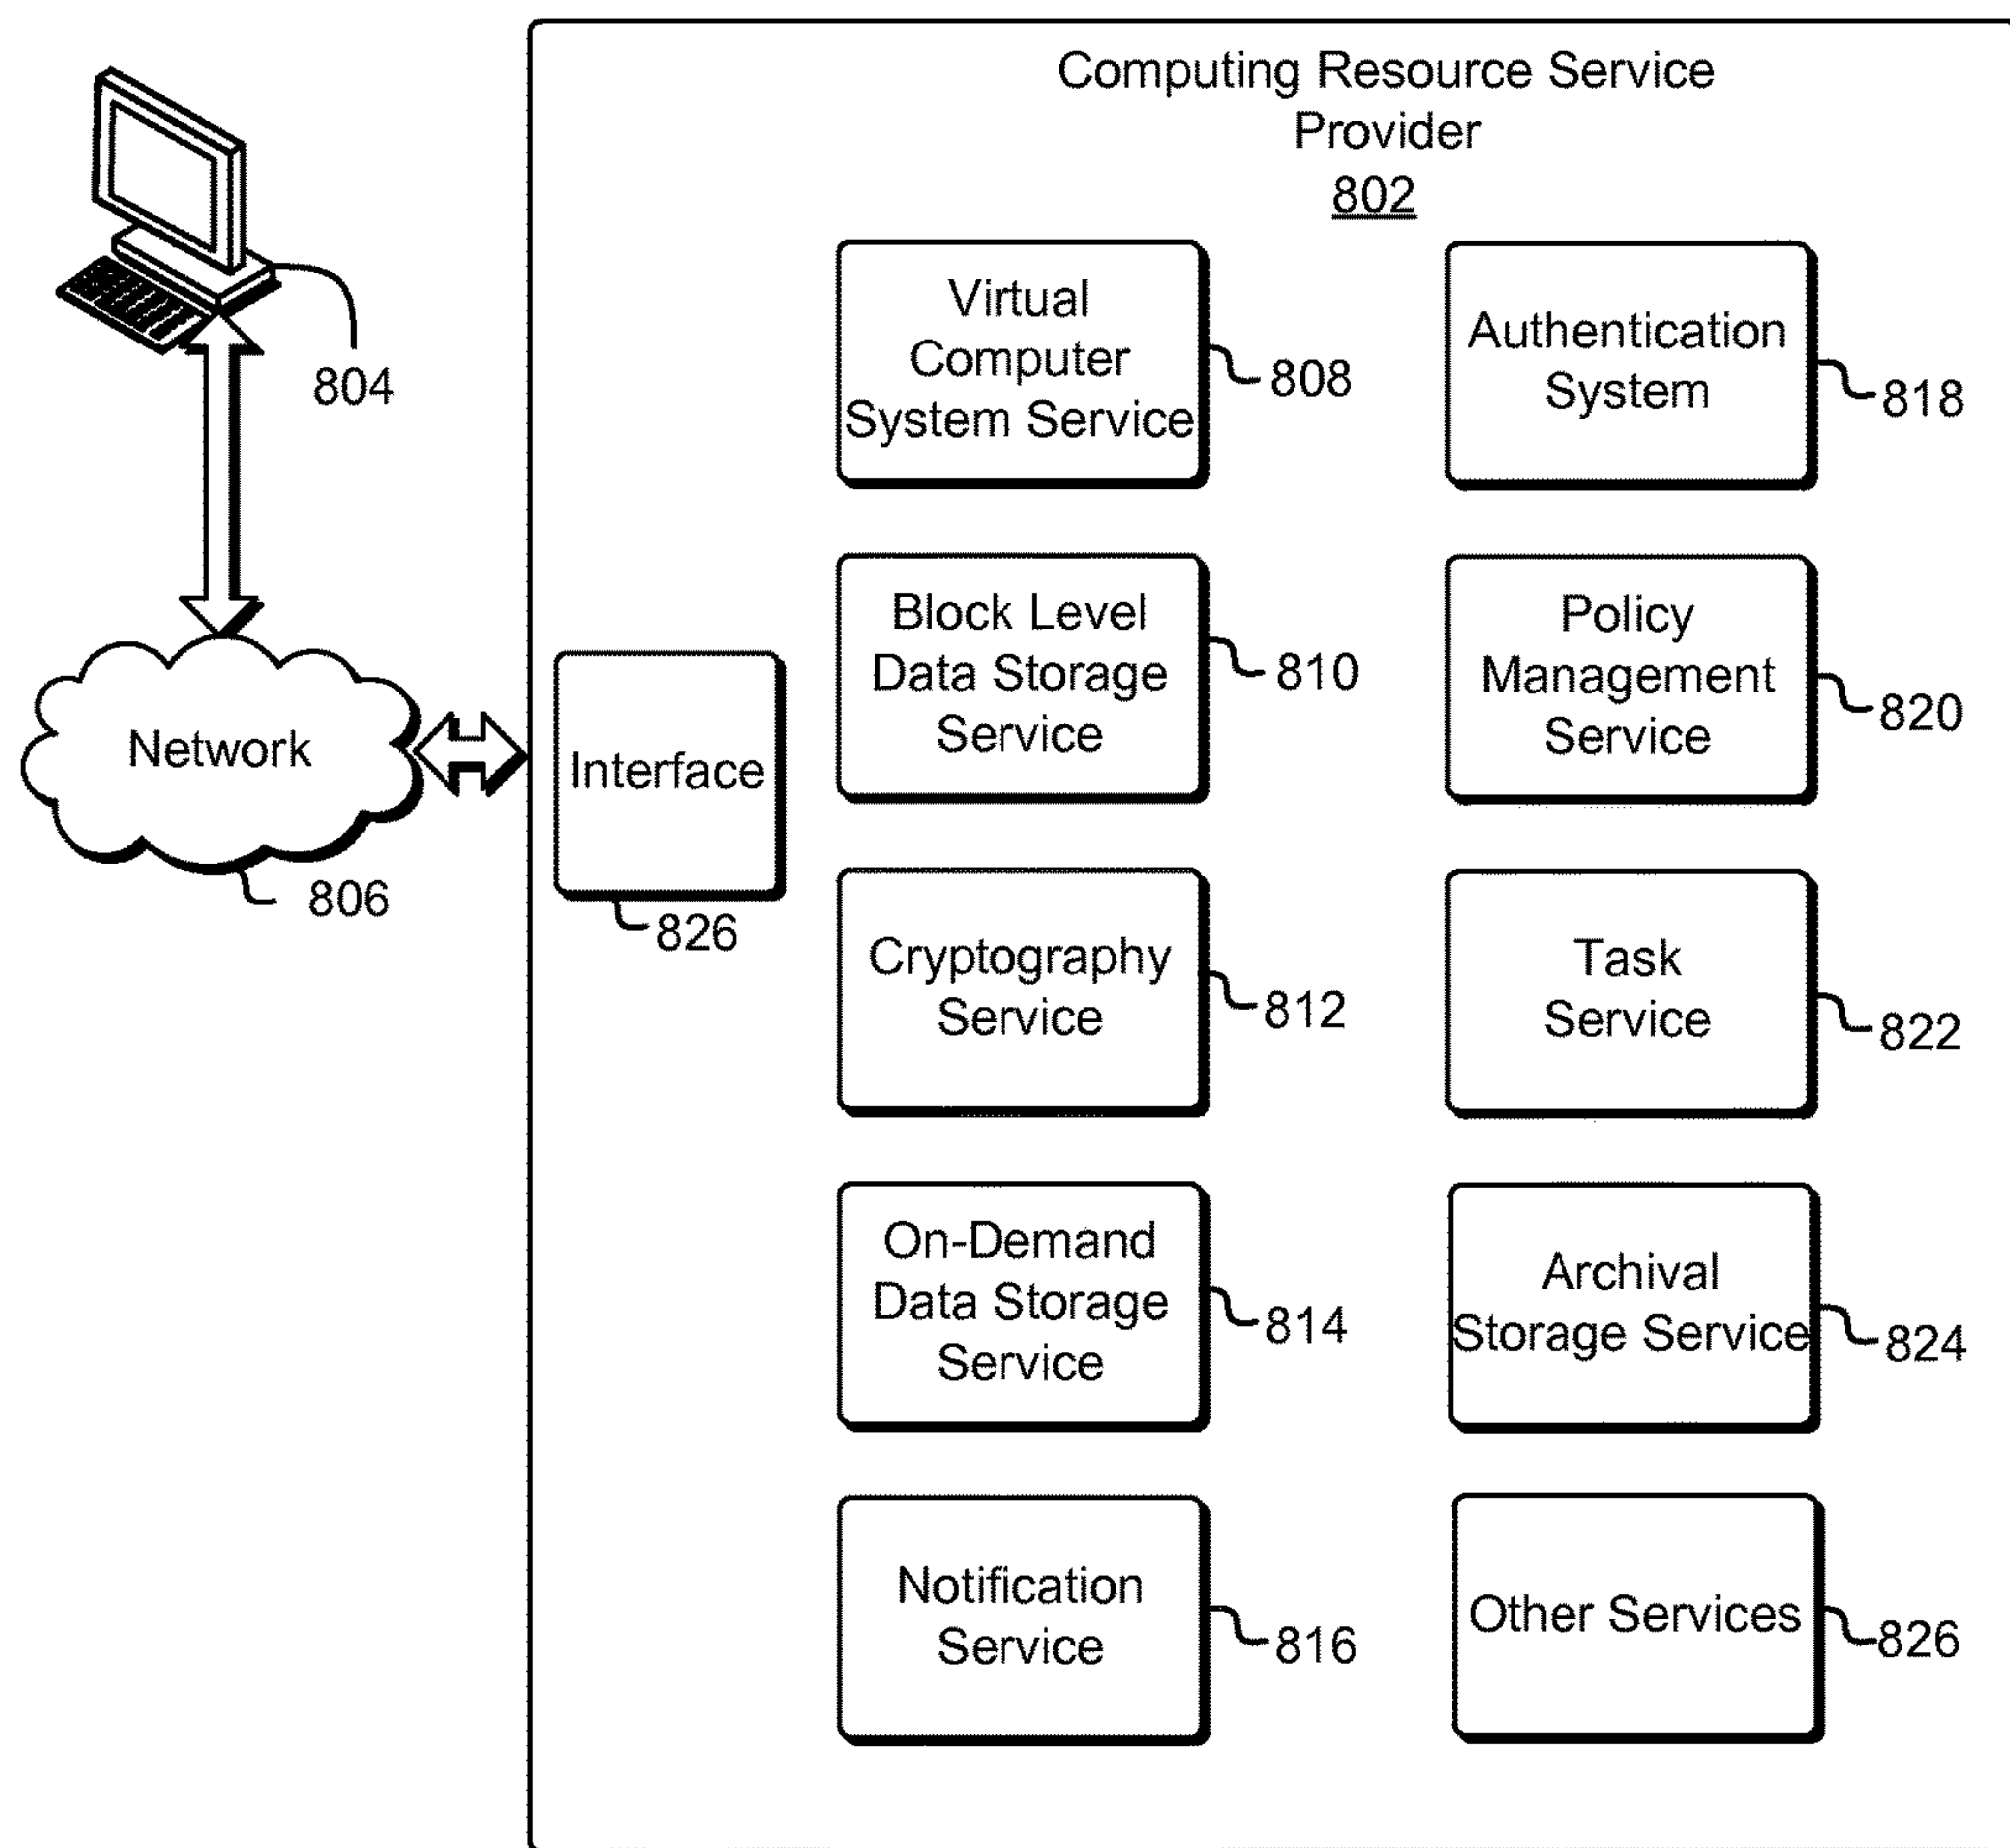 Computing Resource Service
Provider
802
804
Network
806
Interface
826
Virtual
Computer
System Service
808
Authentication
System
818
Block Level
Data Storage
Service
810
Policy
Management
Service
820
Cryptography
Service
812
Task
Service
822
On-Demand
Data Storage
Service
814
Archival
Storage Service
824
Notification
Service
816
Other Services
826